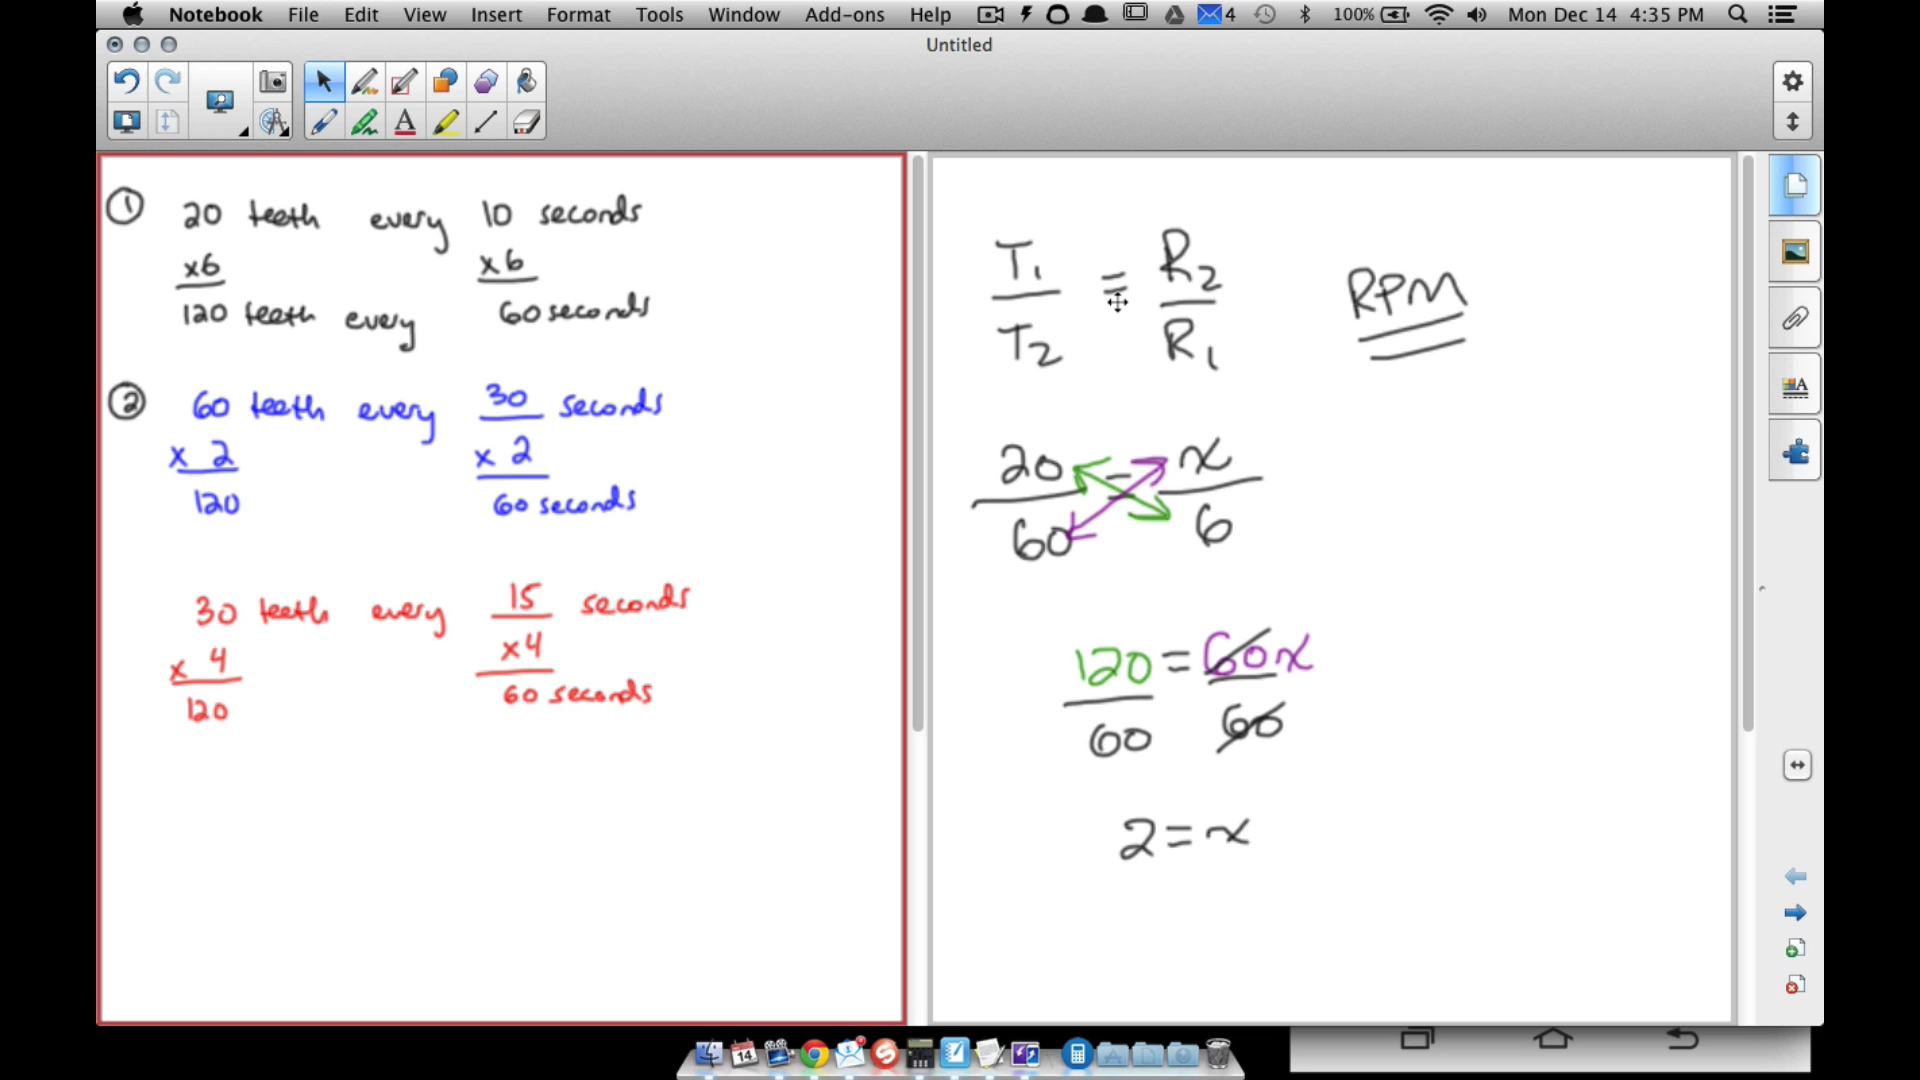 Notebook File Edit View Insert Format Tools Window Add-ons Help 4 100% Mon Dec 14 4:35 PM
Untitled
① 20 teeth every 10 seconds
x6 x 6
120 teeth every 60 seconds
② 60 teeth every 30 seconds
x 2 x 2
120 60 seconds
30 teeth every 15 seconds
x 4 x4
120 60 seconds
T1 = R2
T2 R1
RPM
20 = x
60 6
120 = 60x
60 60
2 = x
14